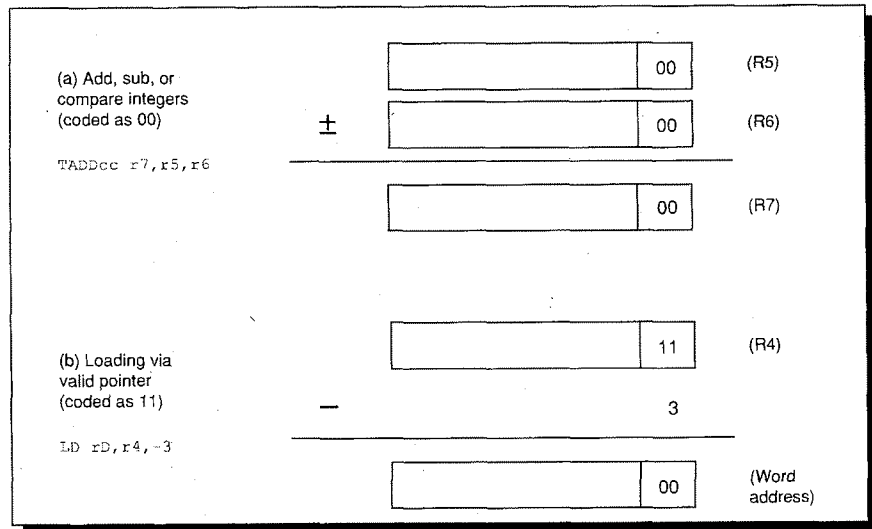 (a) Add, sub, or
compare integers
(coded as 00)
TADDcc r7,r5,r6
00 (R5)
± 00 (R6)
00 (R7)
(b) Loading via
valid pointer
(coded as 11)
LD rD,r4,-3
11 (R4)
− 3
00 (Word
address)